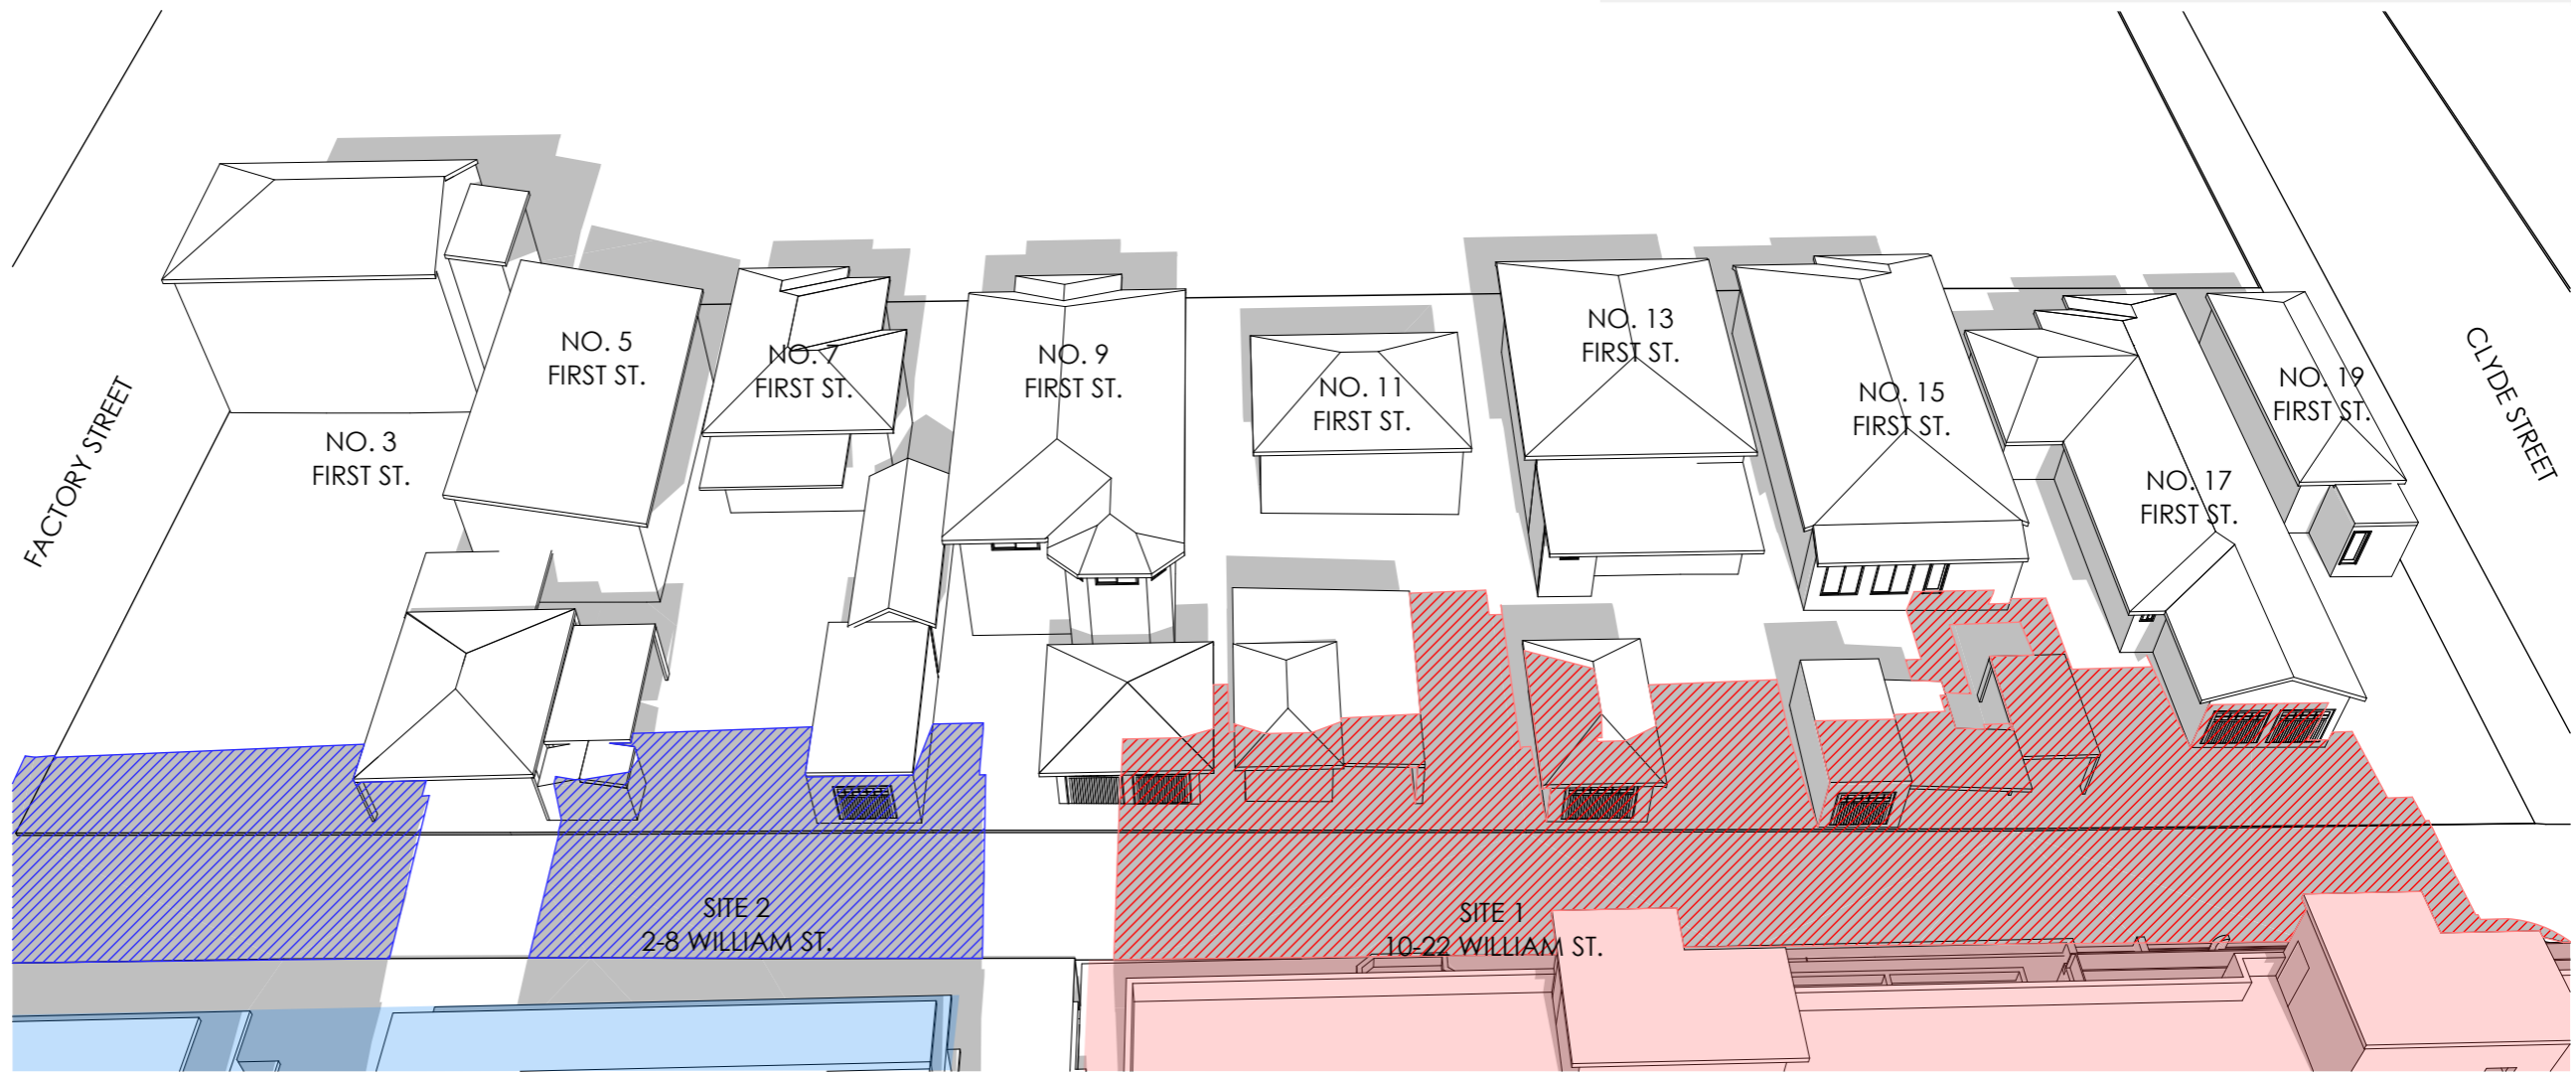 FACTORY STREET
NO. 3
FIRST ST.
NO. 5
FIRST ST.
NO. 7
FIRST ST.
NO. 9
FIRST ST.
NO. 11
FIRST ST.
NO. 13
FIRST ST.
NO. 15
FIRST ST.
NO. 17
FIRST ST.
NO. 19
FIRST ST.
CLYDE STREET
SITE 2
2-8 WILLIAM ST.
SITE 1
10-22 WILLIAM ST.